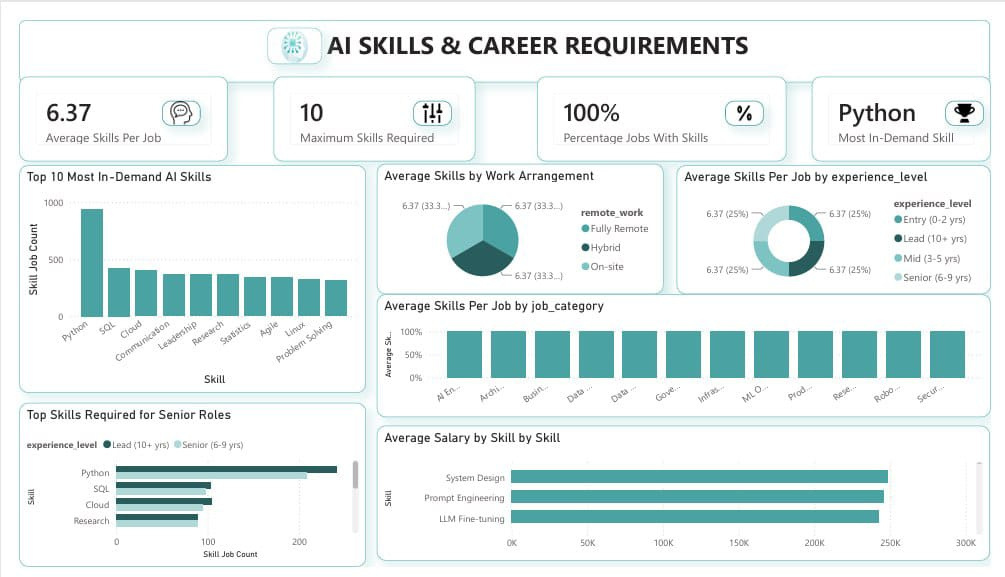 AI SKILLS & CAREER REQUIREMENTS
6.37
Average Skills Per Job
10
Maximum Skills Required
100%
Percentage Jobs With Skills
%
Python
Most In-Demand Skill
Top 10 Most In-Demand AI Skills
1000
500
0
Skill Job Count
Python
SQL
Cloud
Communication
Leadership
Research
Statistics
Agile
Linux
Problem Solving
Skill
Average Skills by Work Arrangement
6.37 (33.3...)
6.37 (33.3...)
6.37 (33.3...)
remote_work
Fully Remote
Hybrid
On-site
Average Skills Per Job by experience_level
6.37 (25%)
6.37 (25%)
6.37 (25%)
6.37 (25%)
experience_level
Entry (0-2 yrs)
Lead (10+ yrs)
Mid (3-5 yrs)
Senior (6-9 yrs)
Average Skills Per Job by job_category
100%
50%
0%
Average Sk...
AI En...
Archi...
Busin...
Data ...
Data ...
Gove...
Infras...
ML O...
Prod...
Rese...
Robo...
Secur...
Top Skills Required for Senior Roles
experience_level Lead (10+ yrs) Senior (6-9 yrs)
Skill
Python
SQL
Cloud
Research
0 100 200
Skill Job Count
Average Salary by Skill by Skill
Skill
System Design
Prompt Engineering
LLM Fine-tuning
0K 50K 100K 150K 200K 250K 300K